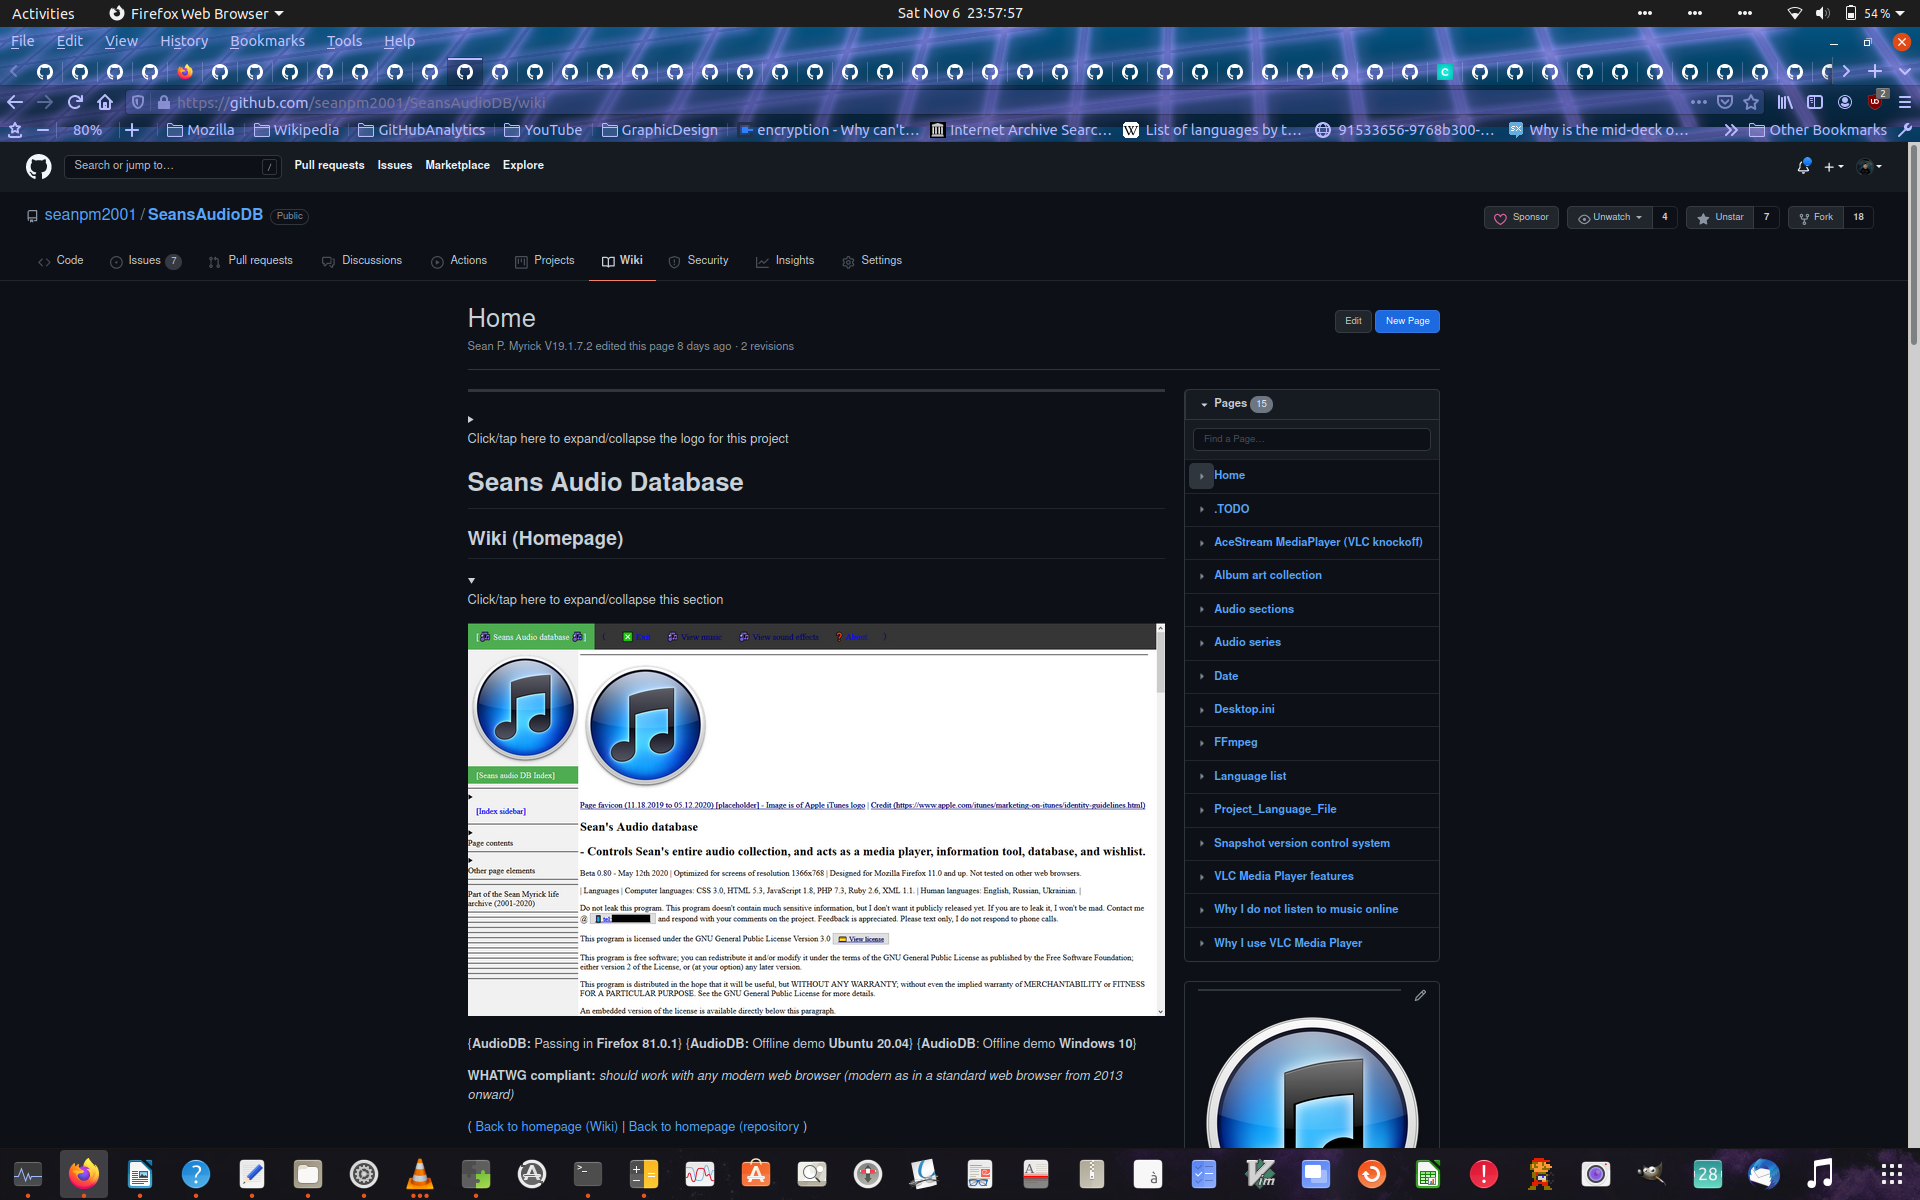 Activities Firefox Web Browser Sat Nov 6 23:57:57 54 %
File Edit View History Bookmarks Tools Help
https://github.com/seanpm2001/SeansAudioDB/wiki 2
80% Mozilla Wikipedia GitHubAnalytics YouTube GraphicDesign encryption - Why can't… Internet Archive Searc… List of languages by t… 91533656-9768b300-… Why is the mid-deck o… Other Bookmarks
Search or jump to… / Pull requests Issues Marketplace Explore
seanpm2001 / SeansAudioDB Public Sponsor Unwatch 4 Unstar 7 Fork 18
Code Issues 7 Pull requests Discussions Actions Projects Wiki Security Insights Settings
Home Edit New Page
Sean P. Myrick V19.1.7.2 edited this page 8 days ago · 2 revisions
Click/tap here to expand/collapse the logo for this project
Seans Audio Database
Wiki (Homepage)
Click/tap here to expand/collapse this section
[ Seans Audio database ] ( Exit View music View sound effects About )
[Seans audio DB Index]
[Index sidebar]
Page contents
Other page elements
Part of the Sean Myrick life
archive (2001-2020)
Page favicon (11.18.2019 to 05.12.2020) [placeholder] - Image is of Apple iTunes logo | Credit (https://www.apple.com/itunes/marketing-on-itunes/identity-guidelines.html)
Sean's Audio database
- Controls Sean's entire audio collection, and acts as a media player, information tool, database, and wishlist.
Beta 0.80 - May 12th 2020 | Optimized for screens of resolution 1366x768 | Designed for Mozilla Firefox 11.0 and up. Not tested on other web browsers.
| Languages | Computer languages: CSS 3.0, HTML 5.3, JavaScript 1.8, PHP 7.3, Ruby 2.6, XML 1.1. | Human languages: English, Russian, Ukrainian. |
Do not leak this program. This program doesn't contain much sensitive information, but I don't want it publicly released yet. If you are to leak it, I won't be mad. Contact me
@ tel: and respond with your comments on the project. Feedback is appreciated. Please text only, I do not respond to phone calls.
This program is licensed under the GNU General Public License Version 3.0 View license
This program is free software; you can redistribute it and/or modify it under the terms of the GNU General Public License as published by the Free Software Foundation;
either version 2 of the License, or (at your option) any later version.
This program is distributed in the hope that it will be useful, but WITHOUT ANY WARRANTY; without even the implied warranty of MERCHANTABILITY or FITNESS
FOR A PARTICULAR PURPOSE. See the GNU General Public License for more details.
An embedded version of the license is available directly below this paragraph.
{AudioDB: Passing in Firefox 81.0.1} {AudioDB: Offline demo Ubuntu 20.04} {AudioDB: Offline demo Windows 10}
WHATWG compliant: should work with any modern web browser (modern as in a standard web browser from 2013
onward)
( Back to homepage (Wiki) | Back to homepage (repository )
Pages 15
Find a Page…
Home
.TODO
AceStream MediaPlayer (VLC knockoff)
Album art collection
Audio sections
Audio series
Date
Desktop.ini
FFmpeg
Language list
Project_Language_File
Snapshot version control system
VLC Media Player features
Why I do not listen to music online
Why I use VLC Media Player
28